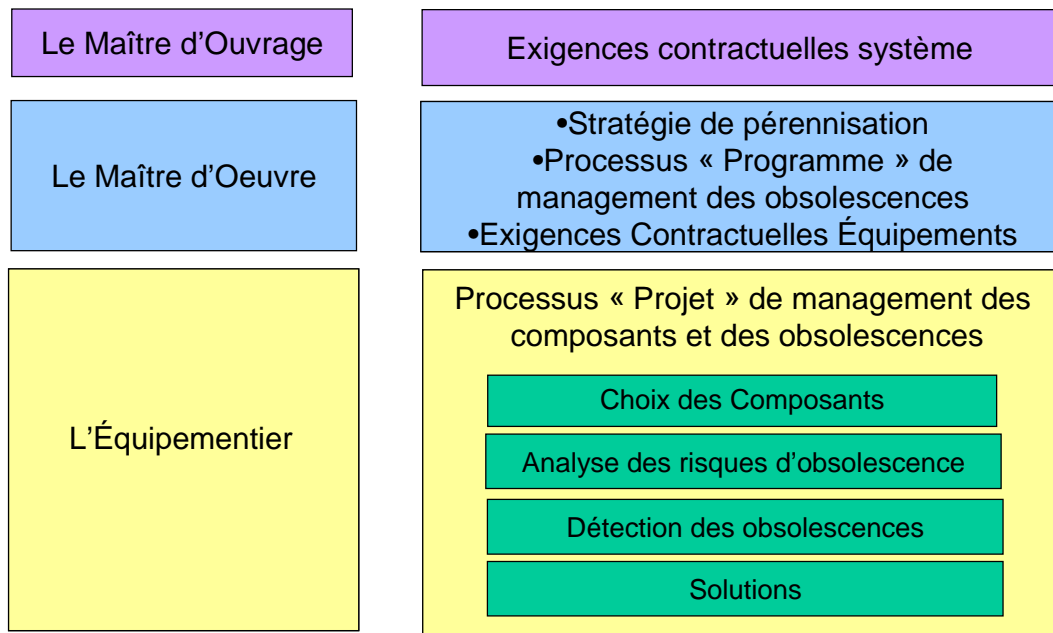 Le Maître d'Ouvrage
Exigences contractuelles système
Le Maître d'Oeuvre
•Stratégie de pérennisation
•Processus « Programme » de
management des obsolescences
•Exigences Contractuelles Équipements
L'Équipementier
Processus « Projet » de management des
composants et des obsolescences
Choix des Composants
Analyse des risques d'obsolescence
Détection des obsolescences
Solutions